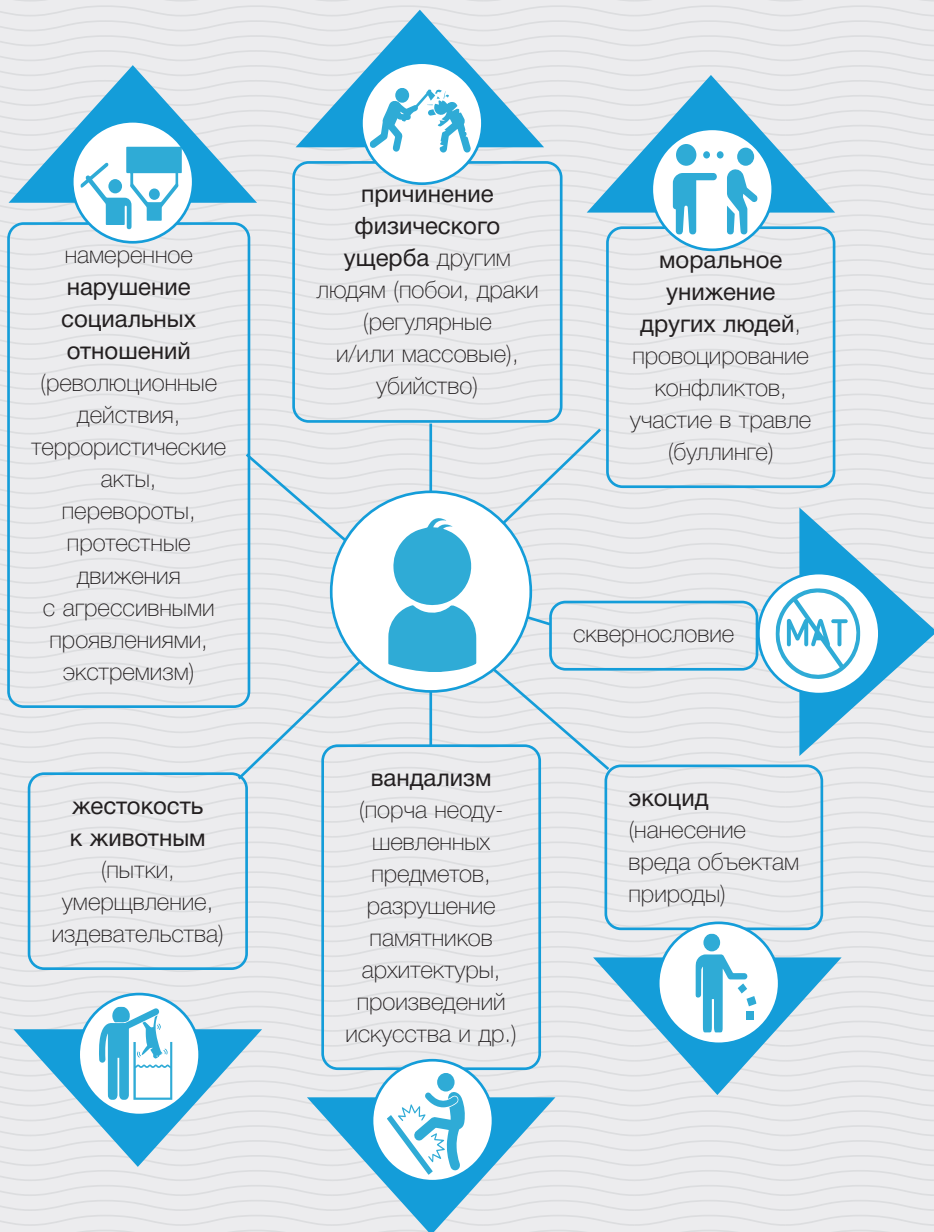 намеренное
нарушение
социальных
отношений
(революционные
действия,
террористические
акты,
перевороты,
протестные
движения
с агрессивными
проявлениями,
экстремизм)
причинение
физического
ущерба другим
людям (побои, драки
(регулярные
и/или массовые),
убийство)
моральное
унижение
других людей,
провоцирование
конфликтов,
участие в травле
(буллинге)
сквернословие
МАТ
жестокость
к животным
(пытки,
умерщвление,
издевательства)
вандализм
(порча неоду-
шевленных
предметов,
разрушение
памятников
архитектуры,
произведений
искусства и др.)
экоцид
(нанесение
вреда объектам
природы)